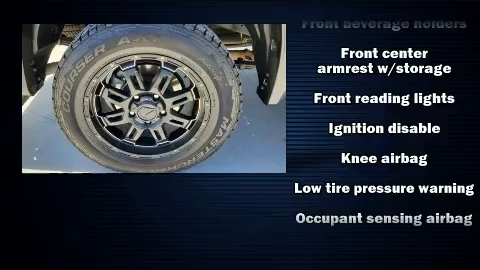 Front beverage holders
Front center
armrest w/storage
Front reading lights
Ignition disable
Knee airbag
Low tire pressure warning
Occupant sensing airbag
COURSER
MASTERCRAFT